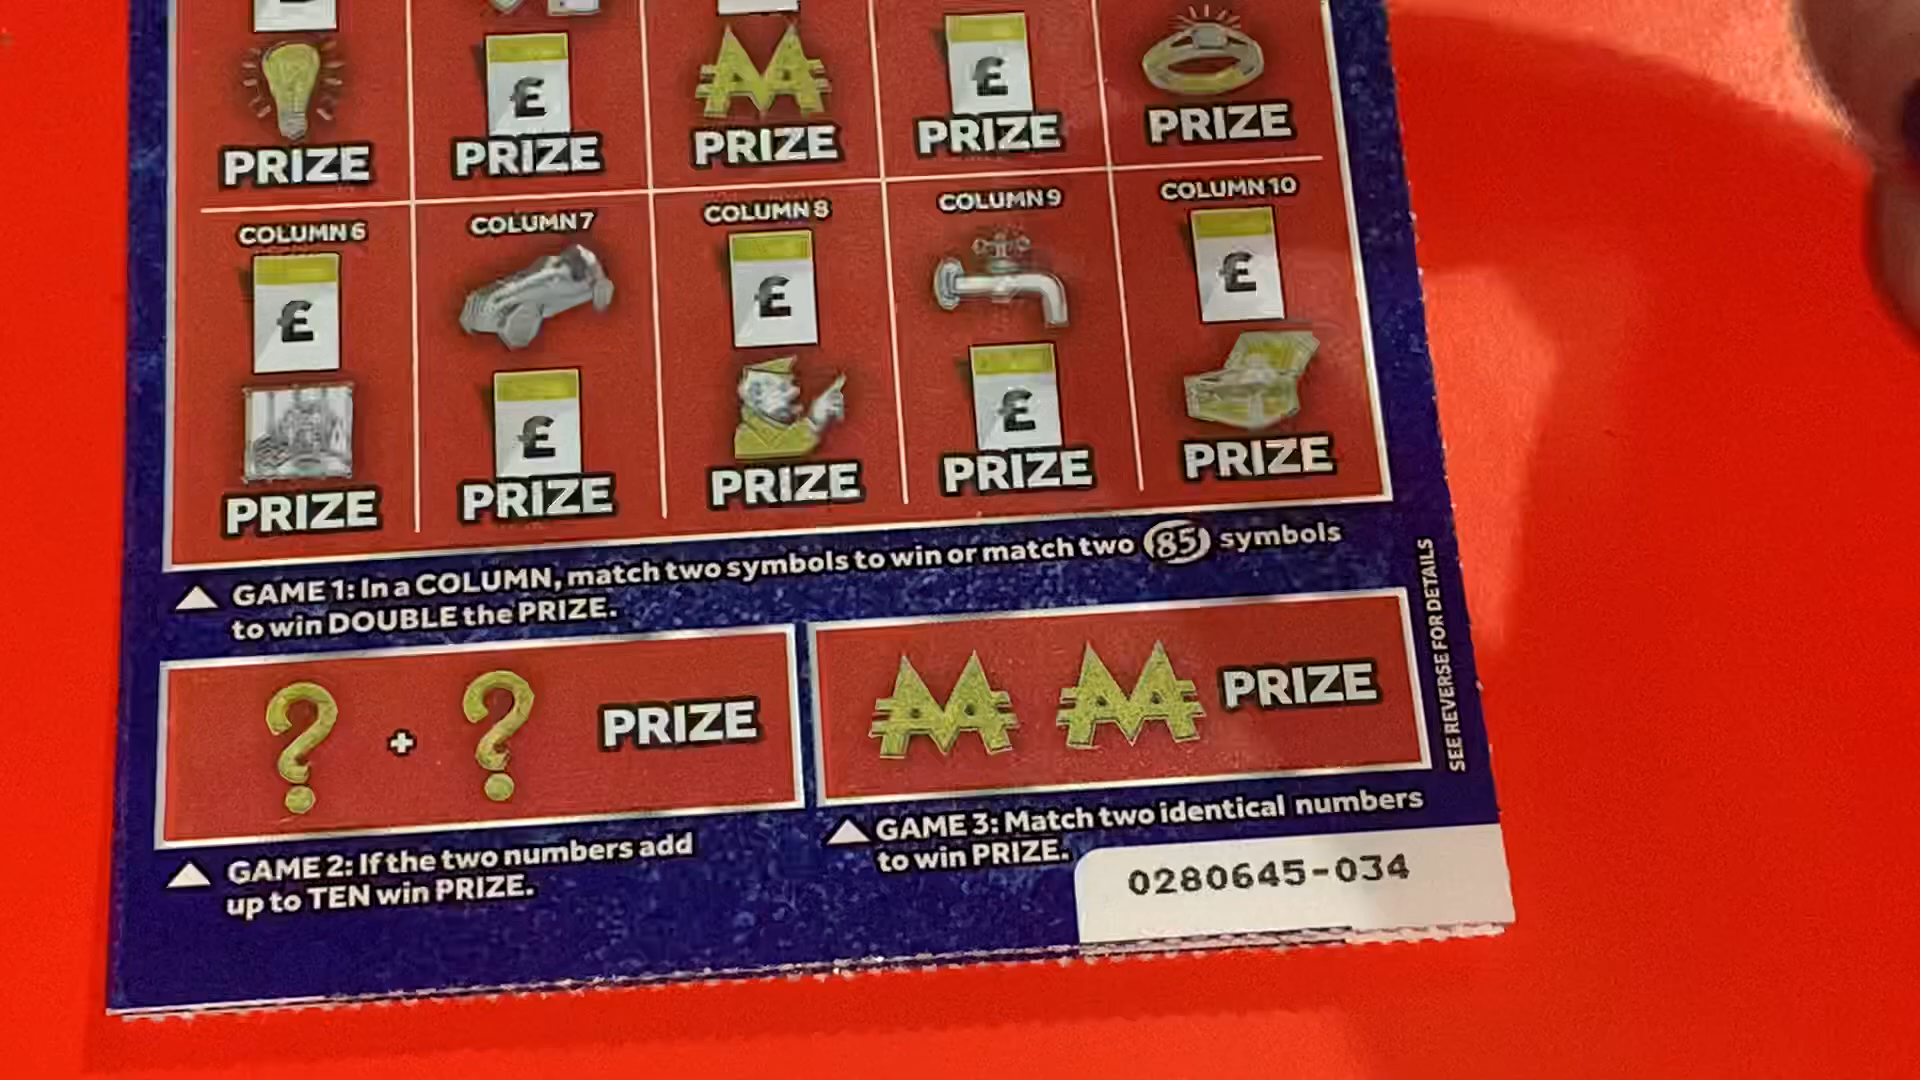 £ £
PRIZE PRIZE PRIZE PRIZE PRIZE
COLUMN 6 COLUMN 7 COLUMN 8 COLUMN 9 COLUMN 10
£ £ £
£ £
PRIZE PRIZE PRIZE PRIZE PRIZE
GAME 1: In a COLUMN, match two symbols to win or match two 85 symbols
to win DOUBLE the PRIZE.
? + ? PRIZE
PRIZE
GAME 2: If the two numbers add
up to TEN win PRIZE.
GAME 3: Match two identical numbers
to win PRIZE.
0280645-034
SEE REVERSE FOR DETAILS